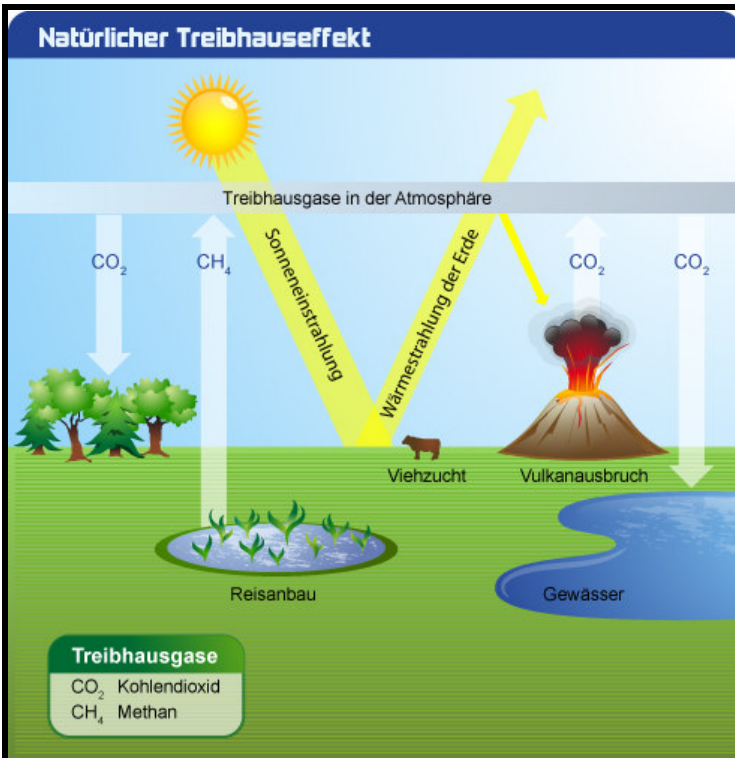 Natürlicher Treibhauseffekt
Treibhausgase in der Atmosphäre
CO₂
CH₄
Sonneneinstrahlung
Wärmestrahlung der Erde
CO₂
CO₂
Viehzucht
Vulkanausbruch
Reisanbau
Gewässer
Treibhausgase
CO₂ Kohlendioxid
CH₄ Methan